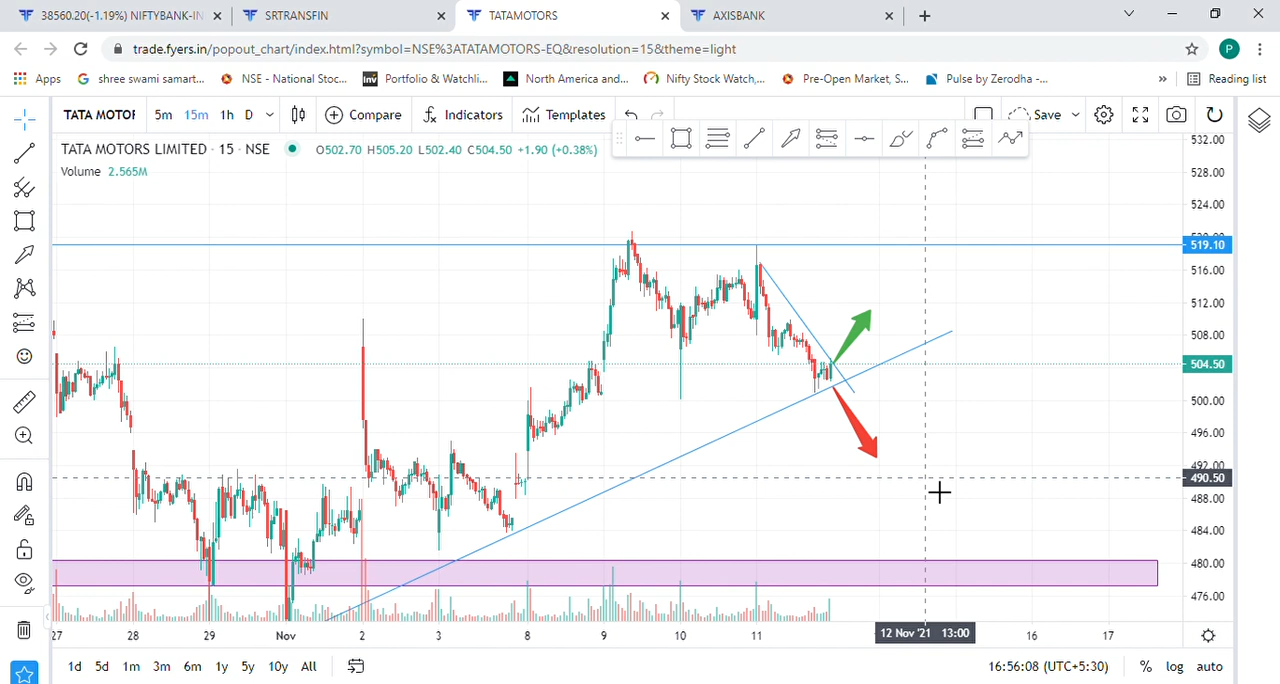 38560.20(-1.19%) NIFTYBANK-IN SRTRANSFIN TATAMOTORS AXISBANK
trade.fyers.in/popout_chart/index.html?symbol=NSE%3ATATAMOTORS-EQ&resolution=15&theme=light P
Apps G shree swami samart... NSE - National Stoc... Inv Portfolio & Watchli... North America and... Nifty Stock Watch,... Pre-Open Market, S... Pulse by Zerodha -... » Reading list
TATA MOTOR 5m 15m 1h D Compare Indicators Templates Save
TATA MOTORS LIMITED · 15 · NSE O502.70 H505.20 L502.40 C504.50 +1.90 (+0.38%)
Volume 2.565M
532.00
528.00
524.00
520.00
519.10
516.00
512.00
508.00
504.50
500.00
496.00
492.00
490.50
488.00
484.00
480.00
476.00
27 28 29 Nov 2 3 8 9 10 11 12 Nov '21 13:00 16 17
1d 5d 1m 3m 6m 1y 5y 10y All 16:56:08 (UTC+5:30) % log auto